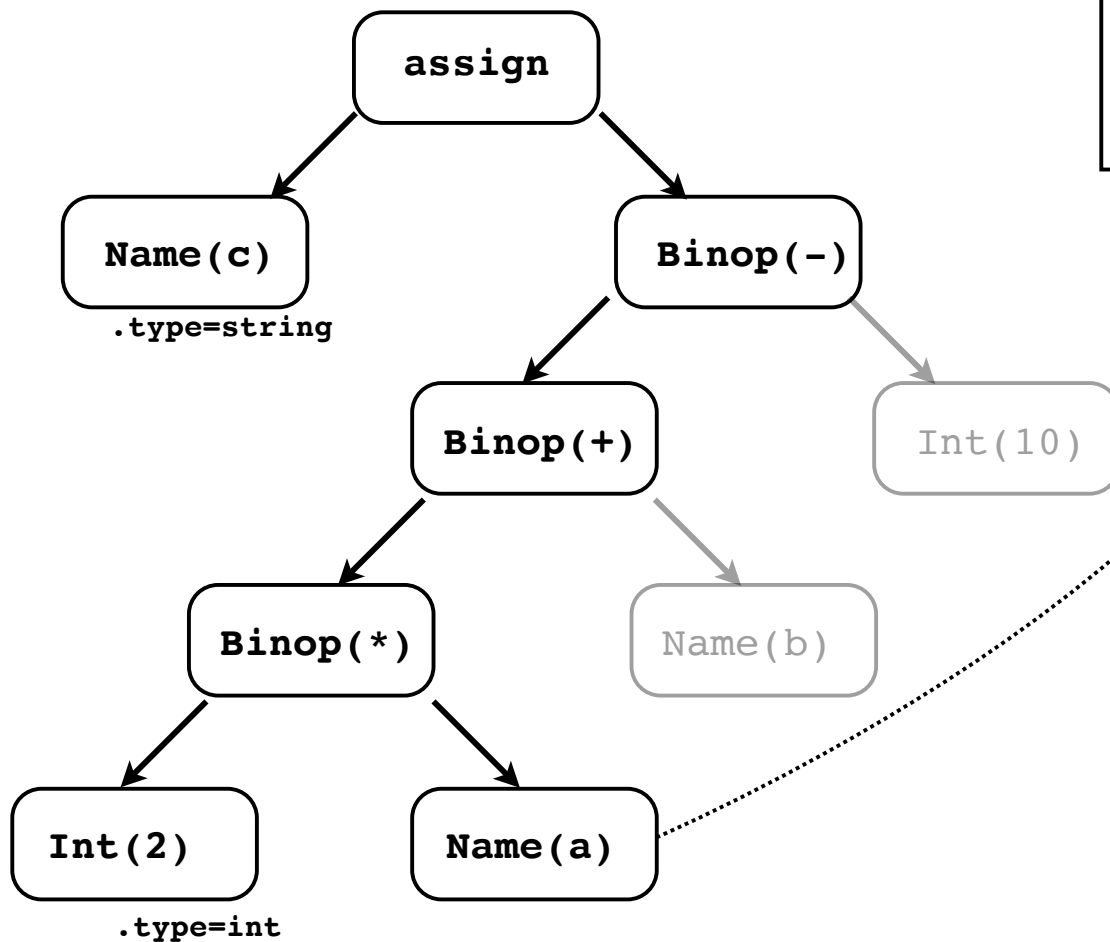 assign
Name(c)
Binop(-)
.type=string
Binop(+)
Int(10)
Binop(*)
Name(b)
Int(2)
Name(a)
.type=int